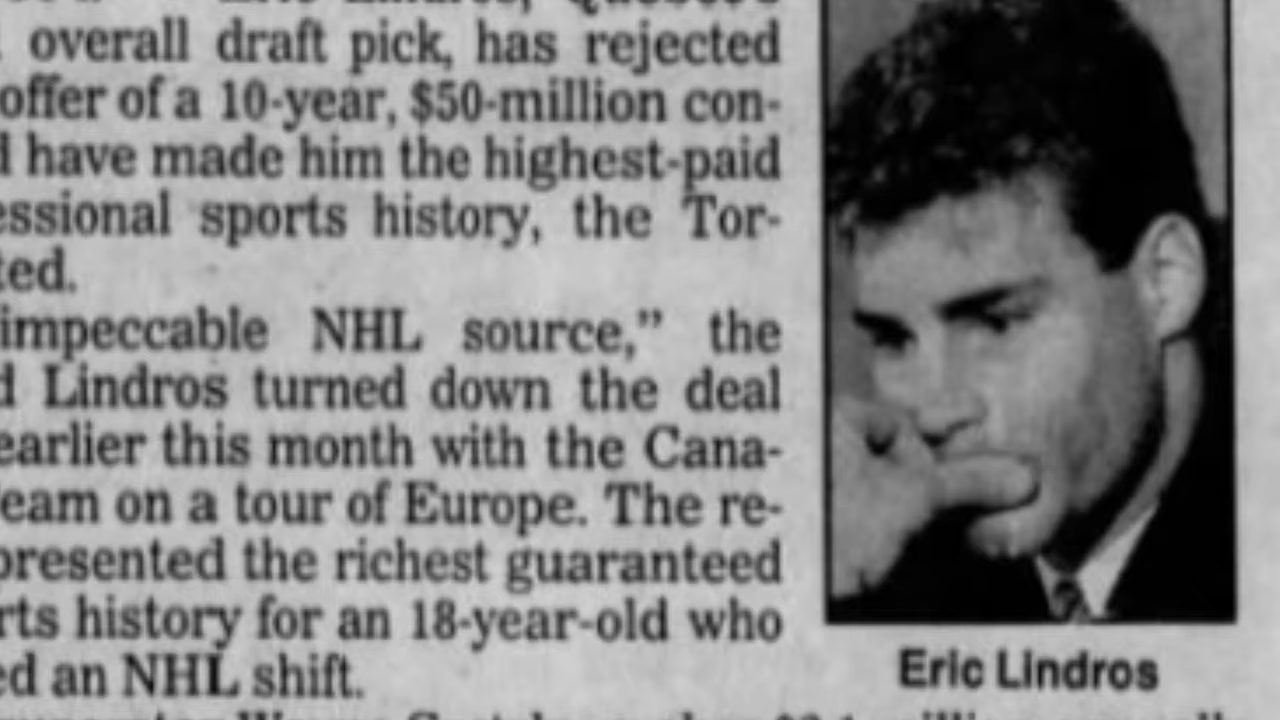 overall draft pick, has rejected
offer of a 10-year, $50-million con-
have made him the highest-paid
essional sports history, the Tor-
ted.
impeccable NHL source,” the
Lindros turned down the deal
earlier this month with the Cana-
eam on a tour of Europe. The re-
presented the richest guaranteed
rts history for an 18-year-old who
ed an NHL shift.
Eric Lindros